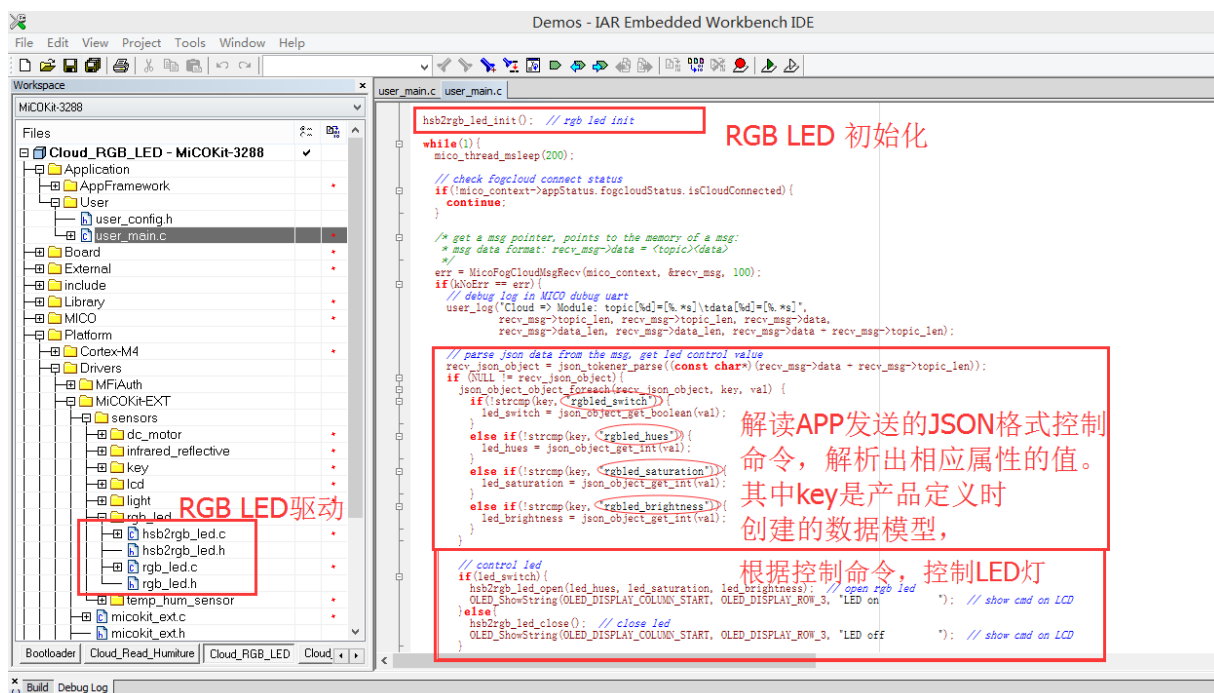 Demos - IAR Embedded Workbench IDE
File Edit View Project Tools Window Help
Workspace
MiCOKit-3288
Files
Cloud_RGB_LED - MiCOKit-3288
Application
AppFramework
User
user_config.h
user_main.c
Board
External
include
Library
MICO
Platform
Cortex-M4
Drivers
MFiAuth
MiCOKit-EXT
sensors
dc_motor
infrared_reflective
key
lcd
light
rgb_led
RGB LED驱动
hsb2rgb_led.c
hsb2rgb_led.h
rgb_led.c
rgb_led.h
temp_hum_sensor
micokit_ext.c
micokit_ext.h
Bootloader Cloud_Read_Humiture Cloud_RGB_LED Cloud_
user_main.c user_main.c
hsb2rgb_led_init(); // rgb led init
RGB LED 初始化
while(1){
mico_thread_msleep(200);
// check fogcloud connect status
if(!mico_context->appStatus.fogcloudStatus.isCloudConnected){
continue;
}
/* get a msg pointer, points to the memory of a msg:
* msg data format: recv_msg->data = <topic><data>
*/
err = MicoFogCloudMsgRecv(mico_context, &recv_msg, 100);
if(kNoErr == err){
// debug log in MICO dubug uart
user_log("Cloud => Module: topic[%d]=[%.*s]\tdata[%d]=[%.*s]",
recv_msg->topic_len, recv_msg->topic_len, recv_msg->data,
recv_msg->data_len, recv_msg->data_len, recv_msg->data + recv_msg->topic_len);
// parse json data from the msg, get led control value
recv_json_object = json_tokener_parse((const char*)(recv_msg->data + recv_msg->topic_len));
if (NULL != recv_json_object){
json_object_object_foreach(recv_json_object, key, val) {
if(!strcmp(key, "rgbled_switch")){
led_switch = json_object_get_boolean(val);
}
else if(!strcmp(key, "rgbled_hues")){
led_hues = json_object_get_int(val);
}
else if(!strcmp(key, "rgbled_saturation")){
led_saturation = json_object_get_int(val);
}
else if(!strcmp(key, "rgbled_brightness")){
led_brightness = json_object_get_int(val);
}
}
解读APP发送的JSON格式控制
命令，解析出相应属性的值。
其中key是产品定义时
创建的数据模型，
// control led
根据控制命令，控制LED灯
if(led_switch){
hsb2rgb_led_open(led_hues, led_saturation, led_brightness); // open rgb led
OLED_ShowString(OLED_DISPLAY_COLUMN_START, OLED_DISPLAY_ROW_3, "LED on "); // show cmd on LCD
}else{
hsb2rgb_led_close(); // close led
OLED_ShowString(OLED_DISPLAY_COLUMN_START, OLED_DISPLAY_ROW_3, "LED off "); // show cmd on LCD
}
Build Debug Log